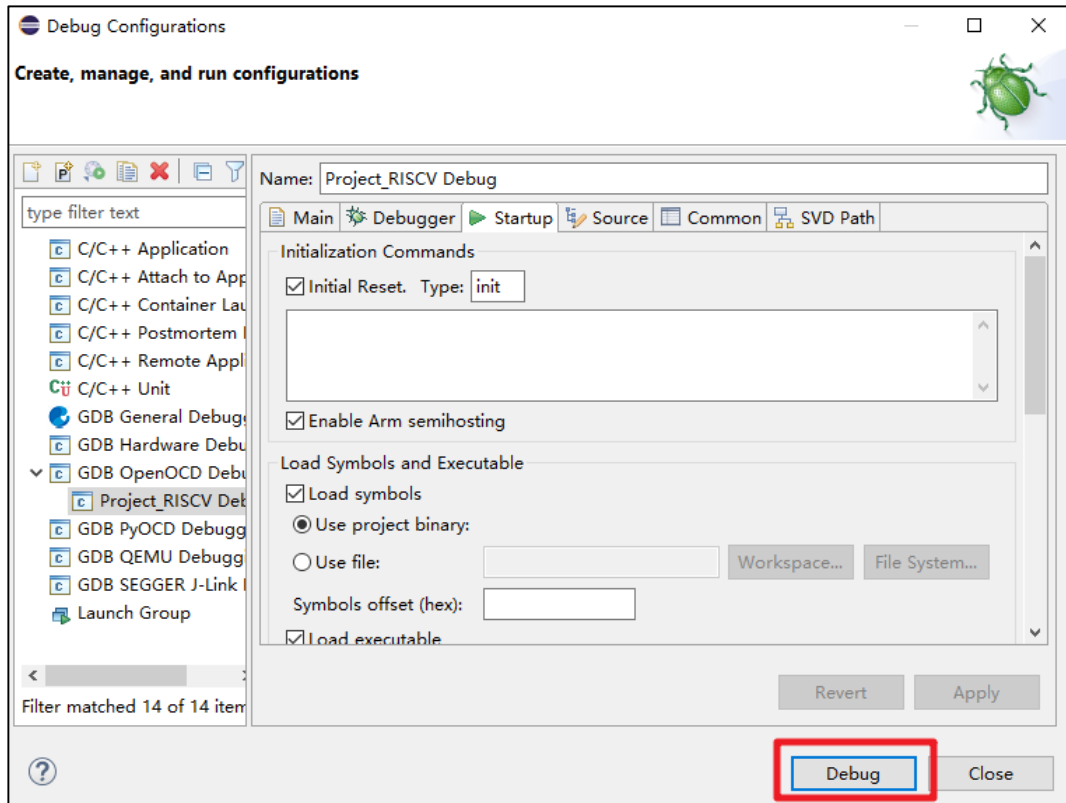 Debug Configurations
Create, manage, and run configurations
type filter text
C/C++ Application
C/C++ Attach to App
C/C++ Container Lau
C/C++ Postmortem
C/C++ Remote Appli
C/C++ Unit
GDB General Debugg
GDB Hardware Debu
GDB OpenOCD Debu
Project_RISCV Deb
GDB PyOCD Debugg
GDB QEMU Debuggi
GDB SEGGER J-Link
Launch Group
Filter matched 14 of 14 item
Name: Project_RISCV Debug
Main Debugger Startup Source Common SVD Path
Initialization Commands
Initial Reset. Type: init
Enable Arm semihosting
Load Symbols and Executable
Load symbols
Use project binary:
Use file: Workspace... File System...
Symbols offset (hex):
Load executable
Revert Apply
Debug Close